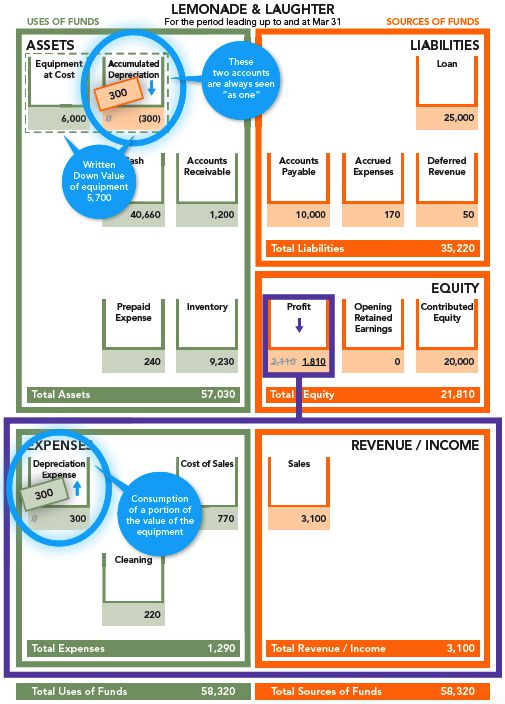 LEMONADE & LAUGHTER
USES OF FUNDS
For the period leading up to and at Mar 31
SOURCES OF FUNDS
ASSETS
Equipment
at Cost
6,000
Accumulated
Depreciation
300
0
(300)
These
two accounts
are always seen
"as one"
Written
Down Value
of equipment
5,700
40,660
Accounts
Receivable
1,200
Prepaid
Expense
240
Inventory
9,230
Total Assets
57,030
LIABILITIES
Loan
25,000
Accounts
Payable
10,000
Accrued
Expenses
170
Deferred
Revenue
50
Total Liabilities
35,220
EQUITY
Profit
2,110 1,810
Opening
Retained
Earnings
0
Contributed
Equity
20,000
Total Equity
21,810
EXPENSES
Depreciation
Expense
300
0
300
Consumption
of a portion of
the value of the
equipment
Cost of Sales
770
Cleaning
220
Total Expenses
1,290
REVENUE / INCOME
Sales
3,100
Total Revenue / Income
3,100
Total Uses of Funds
58,320
Total Sources of Funds
58,320